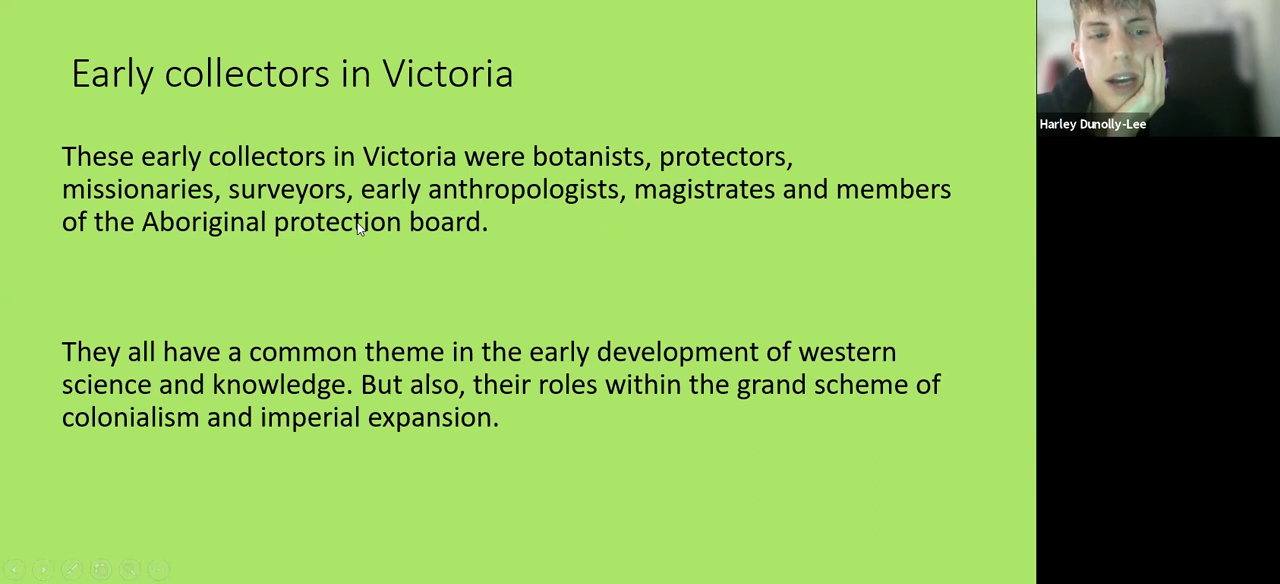 Early collectors in Victoria
These early collectors in Victoria were botanists, protectors,
missionaries, surveyors, early anthropologists, magistrates and members
of the Aboriginal protection board.
They all have a common theme in the early development of western
science and knowledge. But also, their roles within the grand scheme of
colonialism and imperial expansion.
Harley Dunolly-Lee